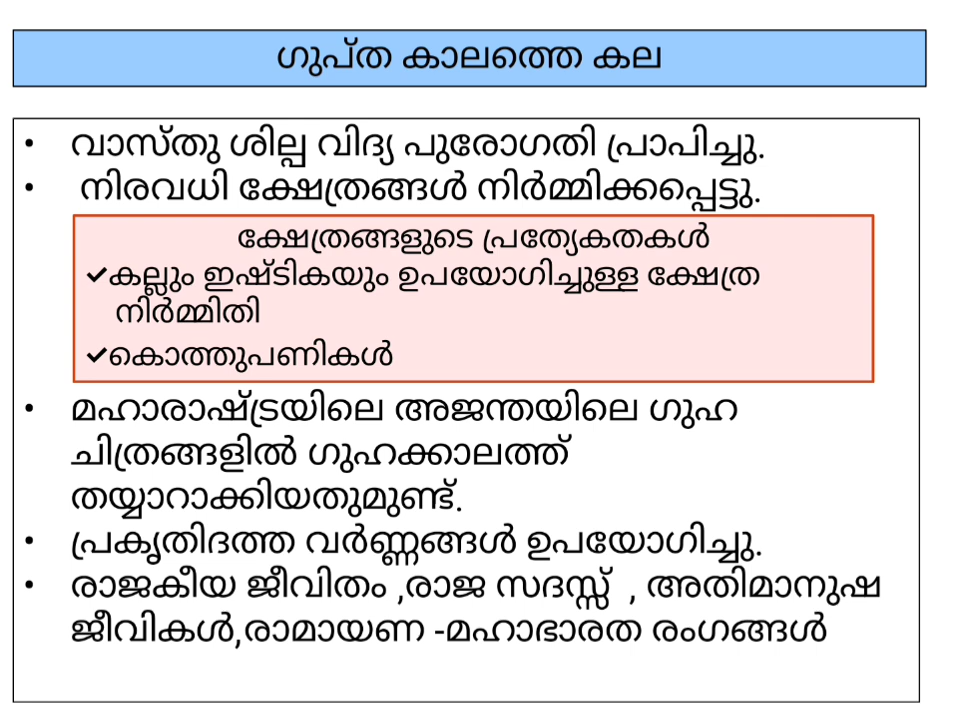 ഗുപ്ത കാലത്തെ കല
• വാസ്തു ശില്പ വിദ്യ പുരോഗതി പ്രാപിച്ചു.
• നിരവധി ക്ഷേത്രങ്ങൾ നിർമ്മിക്കപ്പെട്ടു.
ക്ഷേത്രങ്ങളുടെ പ്രത്യേകതകൾ
✓കല്ലും ഇഷ്ടികയും ഉപയോഗിച്ചുള്ള ക്ഷേത്ര
നിർമ്മിതി
✓കൊത്തുപണികൾ
• മഹാരാഷ്ട്രയിലെ അജന്തയിലെ ഗുഹ
ചിത്രങ്ങളിൽ ഗുഹക്കാലത്ത്
തയ്യാറാക്കിയതുമുണ്ട്.
• പ്രകൃതിദത്ത വർണ്ണങ്ങൾ ഉപയോഗിച്ചു.
• രാജകീയ ജീവിതം ,രാജ സദസ്സ് , അതിമാനുഷ
ജീവികൾ,രാമായണ -മഹാഭാരത രംഗങ്ങൾ